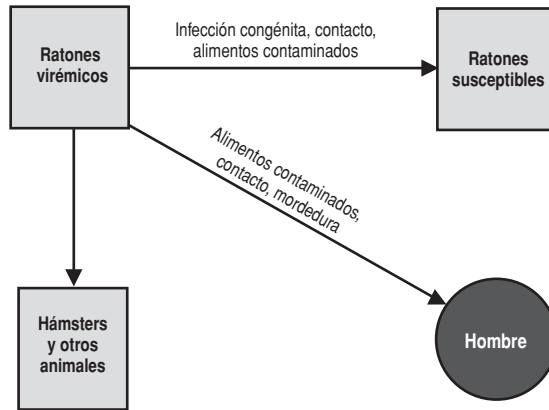 Ratones
virémicos
Infección congénita, contacto,
alimentos contaminados
Ratones
susceptibles
Alimentos contaminados,
contacto, mordedura
Hámsters
y otros
animales
Hombre